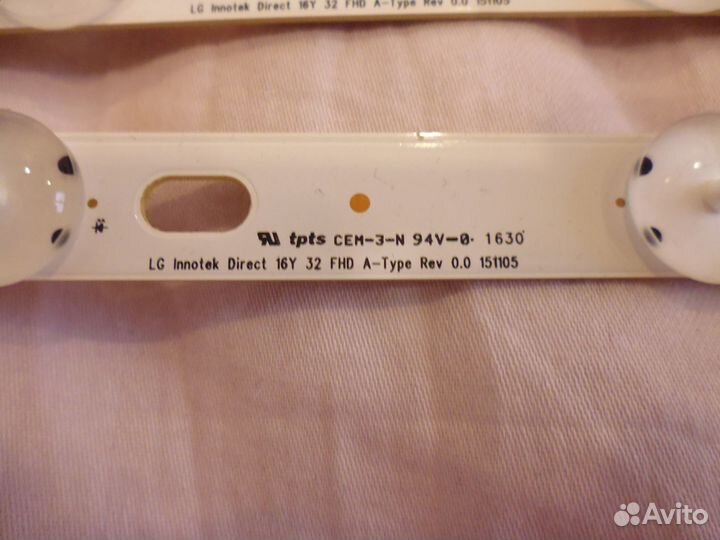 LG Innotek Direct 16Y 32 FHD A-Type Rev 0.0 151105
tpts CEM-3-N 94V-0 1630
LG Innotek Direct 16Y 32 FHD A-Type Rev 0.0 151105
Avito